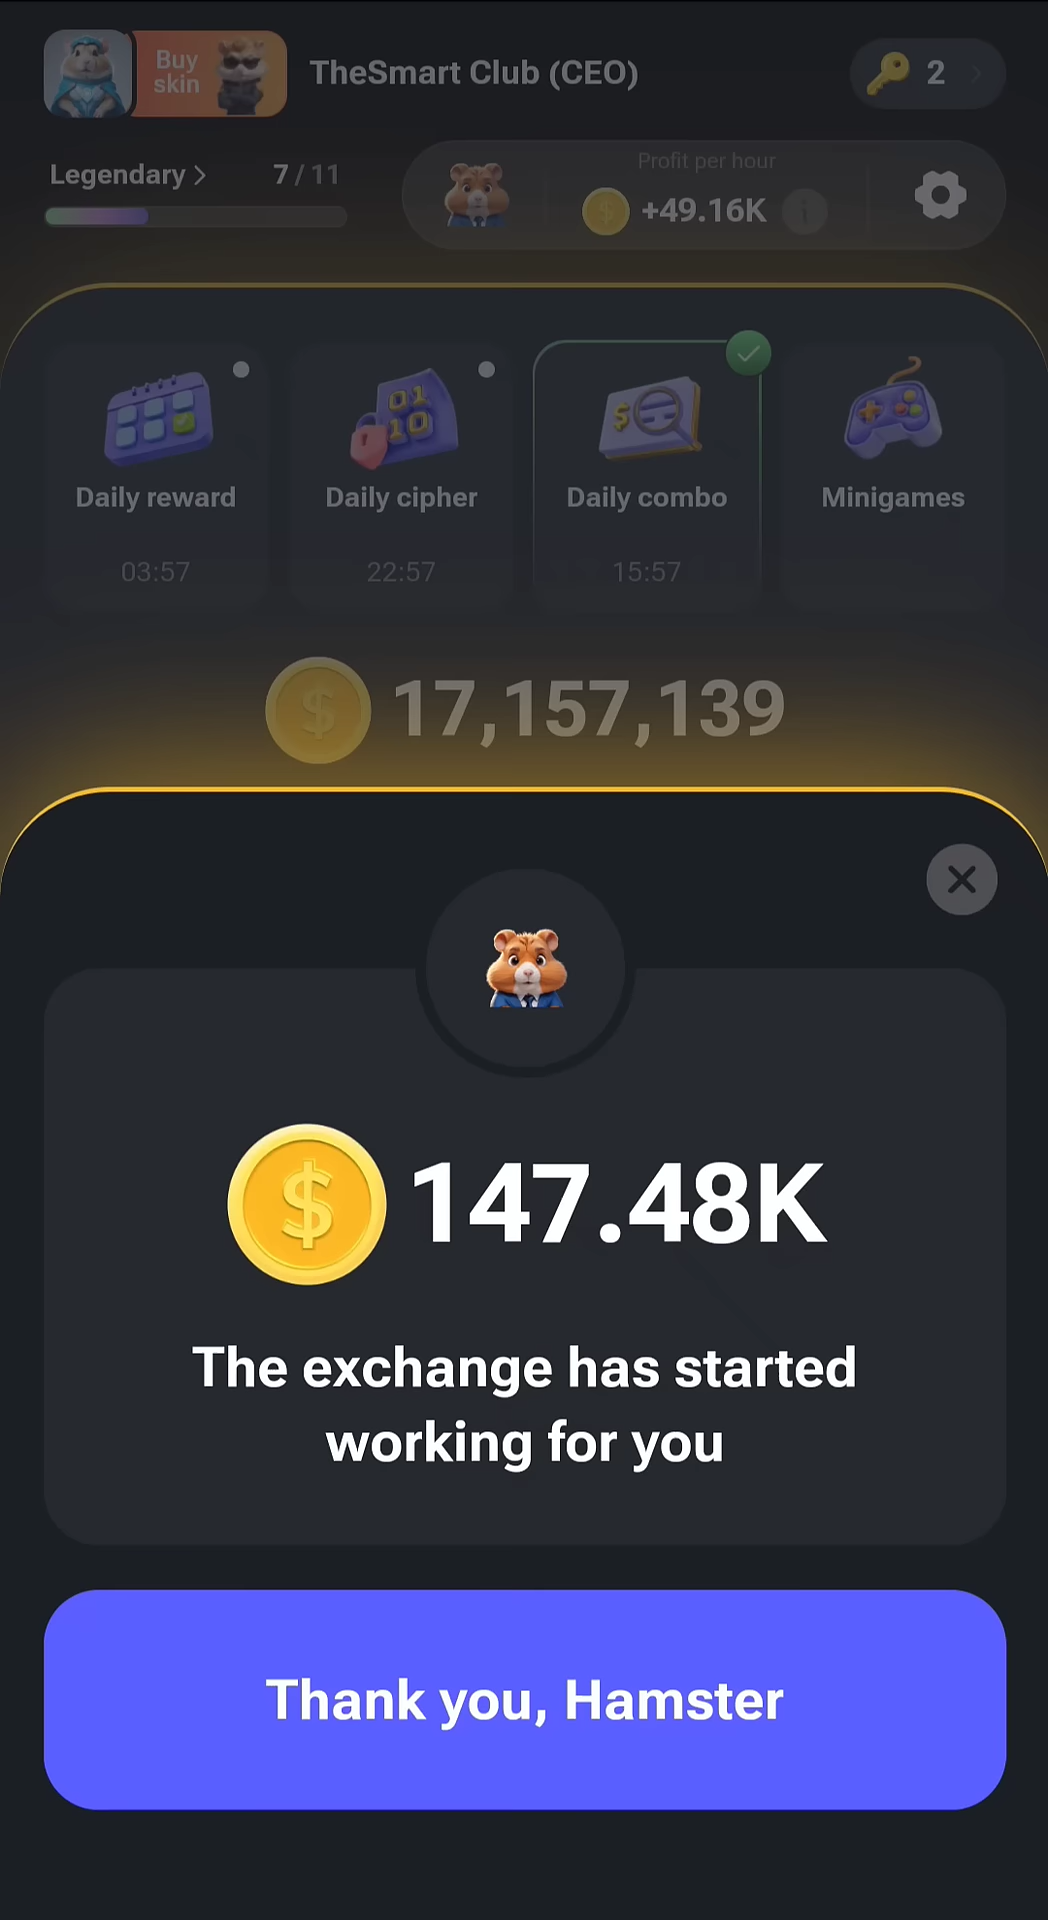 Buy
skin
TheSmart Club (CEO)
2
Legendary
7 / 11
Profit per hour
$ +49.16K i
$
01
10
Daily reward
Daily cipher
Daily combo
Minigames
03:57
22:57
15:57
$ 17,157,139
$ 147.48K
The exchange has started
working for you
Thank you, Hamster